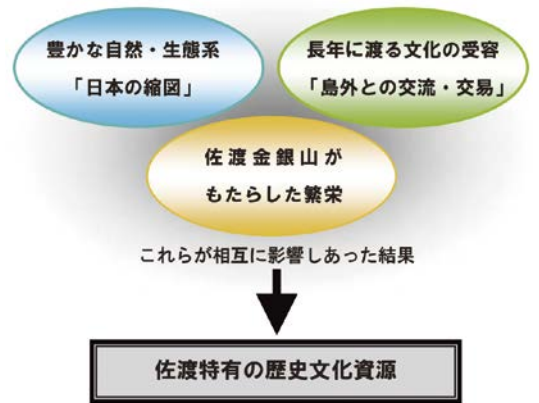 豊かな自然・生態系
「日本の縮図」
長年に渡る文化の受容
「島外との交流・交易」
佐渡金銀山が
もたらした繁栄
これらが相互に影響しあった結果
佐渡特有の歴史文化資源